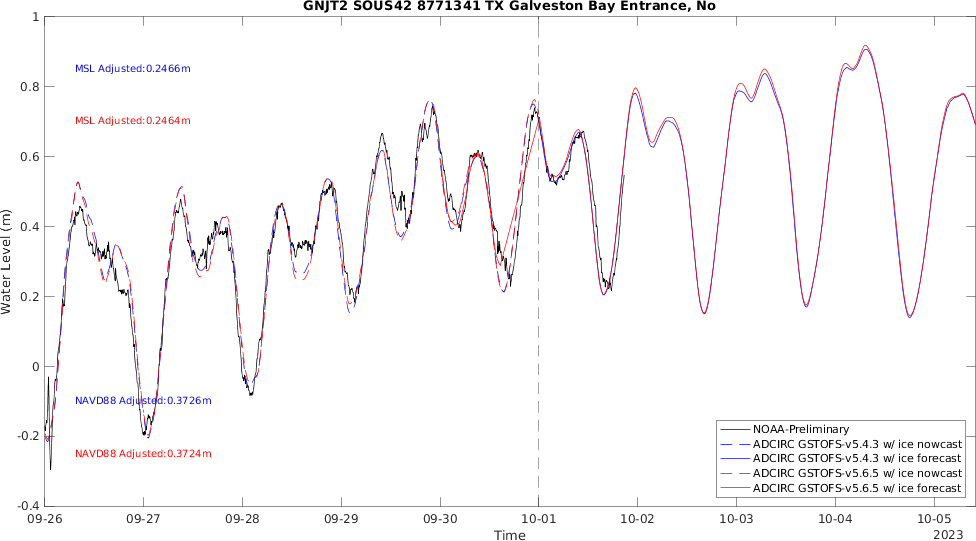 GNJT2 SOUS42 8771341 TX Galveston Bay Entrance, No
Water Level (m)
1
0.8
0.6
0.4
0.2
0
-0.2
-0.4
MSL Adjusted:0.2466m
MSL Adjusted:0.2464m
NAVD88 Adjusted:0.3726m
NAVD88 Adjusted:0.3724m
NOAA-Preliminary
ADCIRC GSTOFS-v5.4.3 w/ ice nowcast
ADCIRC GSTOFS-v5.4.3 w/ ice forecast
ADCIRC GSTOFS-v5.6.5 w/ ice nowcast
ADCIRC GSTOFS-v5.6.5 w/ ice forecast
09-26 09-27 09-28 09-29 09-30 10-01 10-02 10-03 10-04 10-05
Time
2023